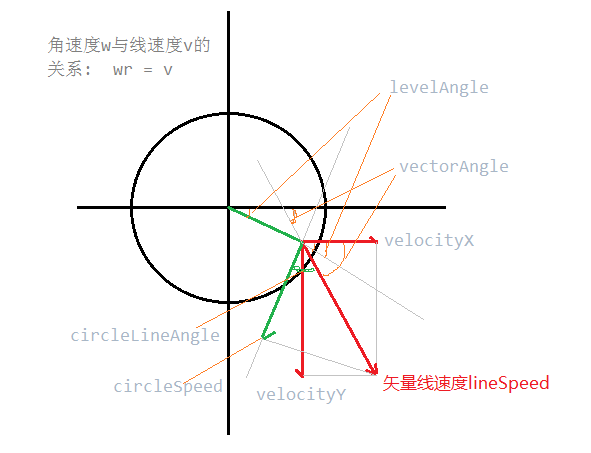 角速度w与线速度v的
关系: wr = v
levelAngle
vectorAngle
velocityX
circleLineAngle
circleSpeed
velocityY
矢量线速度lineSpeed